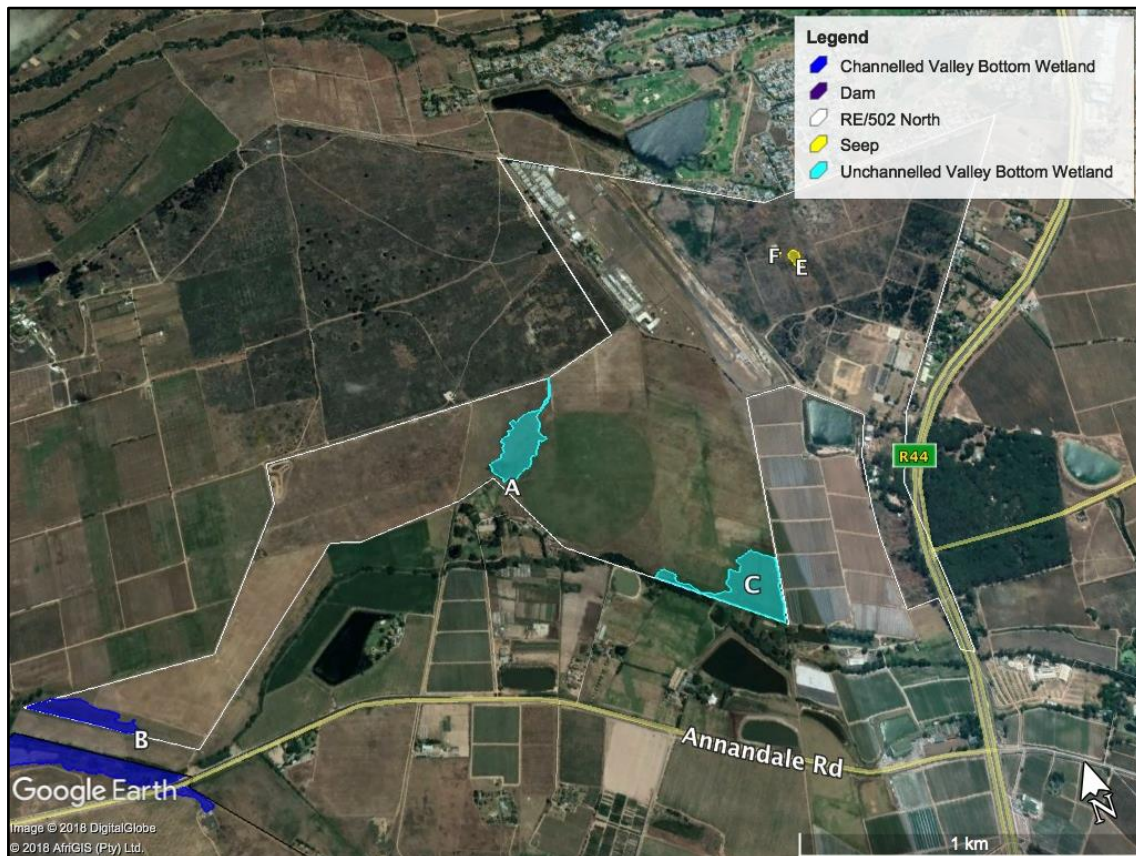 Legend
Channelled Valley Bottom Wetland
Dam
RE/502 North
Seep
Unchannelled Valley Bottom Wetland
F
E
R44
A
C
B
Annandale Rd
Google Earth
N
Image © 2018 DigitalGlobe
© 2018 AfriGIS (Pty) Ltd.
1 km